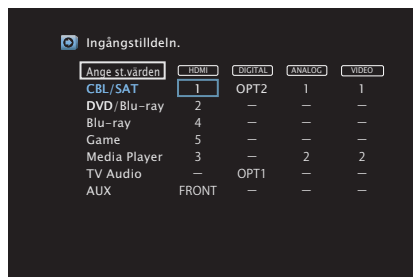 Ingångstilldeln.
Ange st.värden HDMI DIGITAL ANALOG VIDEO
CBL/SAT 1 OPT2 1 1
DVD/Blu-ray 2 – – –
Blu-ray 4 – – –
Game 5 – – –
Media Player 3 – 2 2
TV Audio – OPT1 – –
AUX FRONT – – –